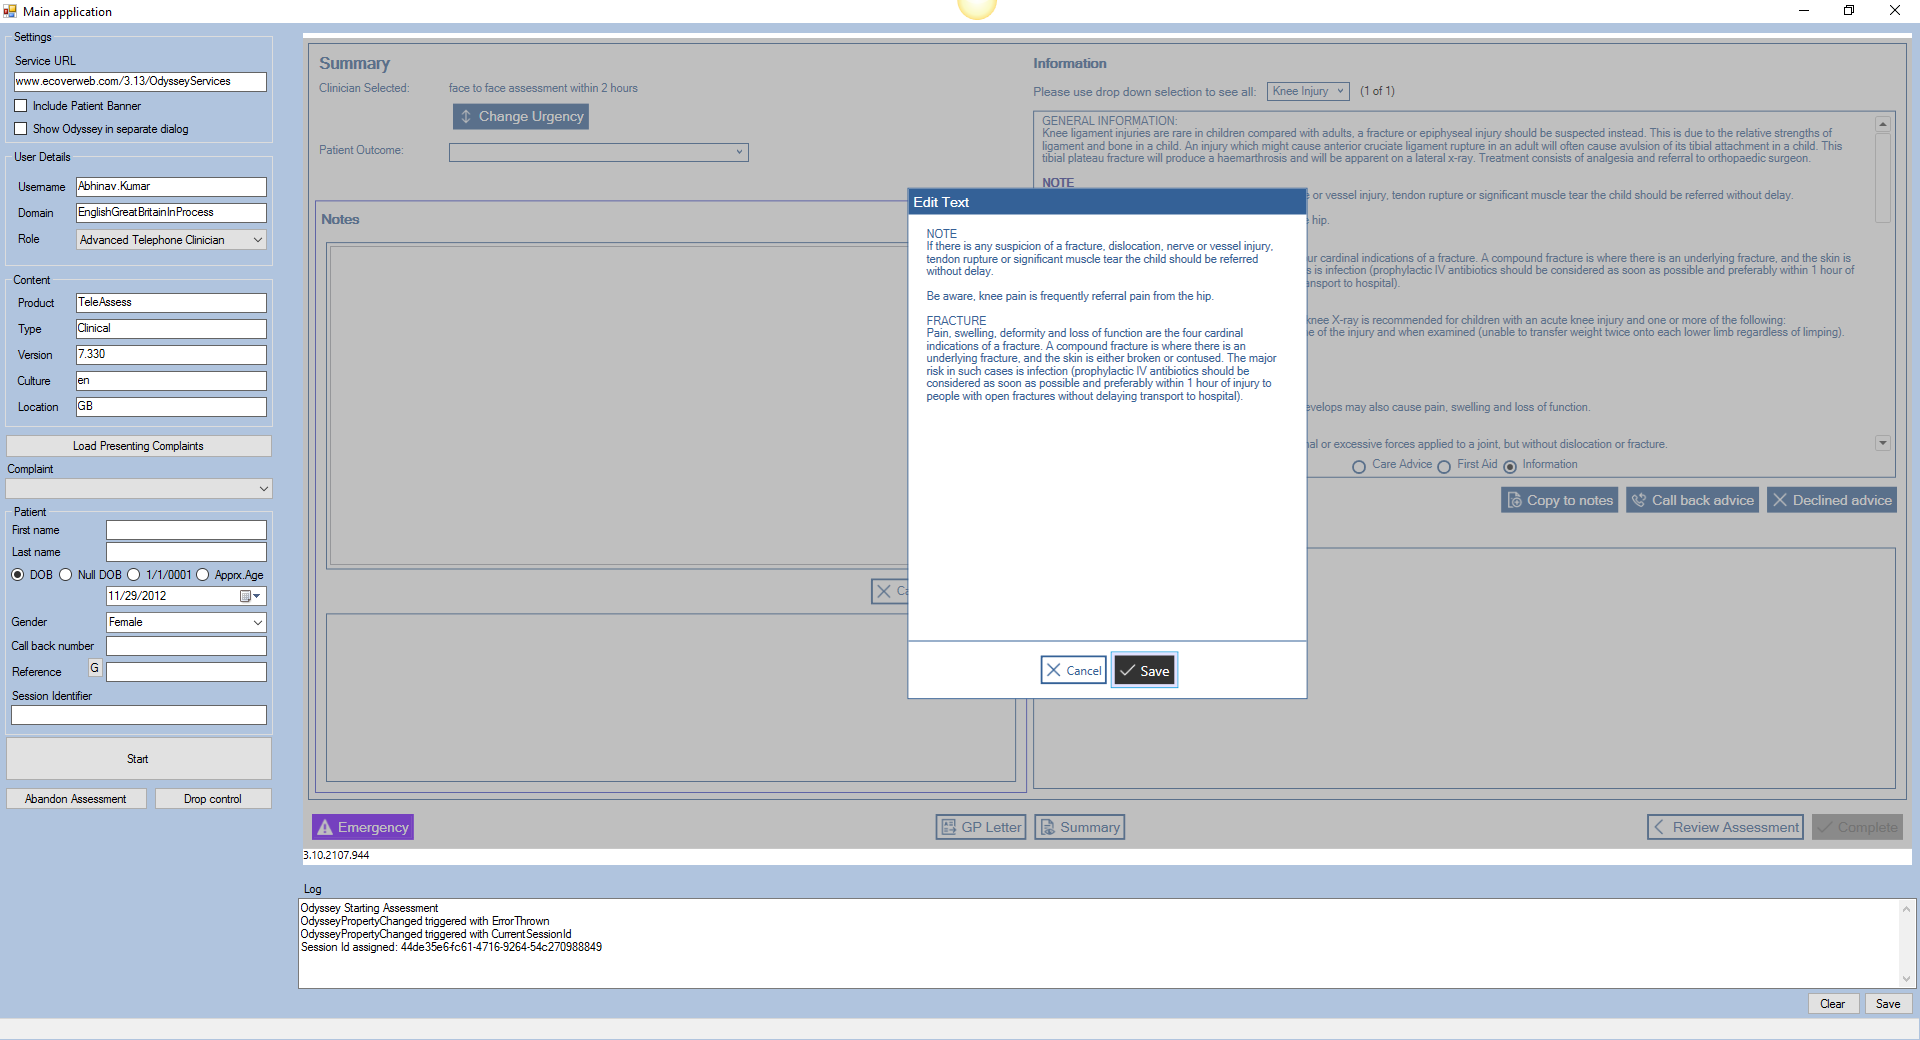 Main application
Settings
Service URL
www.ecoverweb.com/3.13/OdysseyServices
Include Patient Banner
Show Odyssey in separate dialog
User Details
Username Abhinav.Kumar
Domain EnglishGreatBritainInProcess
Role Advanced Telephone Clinician
Content
Product TeleAssess
Type Clinical
Version 7.330
Culture en
Location GB
Load Presenting Complaints
Complaint
Patient
First name
Last name
DOB Null DOB 1/1/0001 Apprx.Age
11/29/2012
Gender Female
Call back number
Reference G
Session Identifier
Start
Abandon Assessment Drop control
Summary
Clinician Selected: face to face assessment within 2 hours
Change Urgency
Patient Outcome:
Notes
Information
Please use drop down selection to see all: Knee Injury (1 of 1)
GENERAL INFORMATION:
Knee ligament injuries are rare in children compared with adults, a fracture or epiphyseal injury should be suspected instead. This is due to the relative strengths of
ligament and bone in a child. An injury which might cause anterior cruciate ligament rupture in an adult will often cause avulsion of its tibial attachment in a child. This
tibial plateau fracture will produce a haemarthrosis and will be apparent on a lateral x-ray. Treatment consists of analgesia and referral to orthopaedic surgeon.
NOTE
or vessel injury, tendon rupture or significant muscle tear the child should be referred without delay.
hip.
cardinal indications of a fracture. A compound fracture is where there is an underlying fracture, and the skin is
s is infection (prophylactic IV antibiotics should be considered as soon as possible and preferably within 1 hour of
nsport to hospital).
knee X-ray is recommended for children with an acute knee injury and one or more of the following:
e of the injury and when examined (unable to transfer weight twice onto each lower limb regardless of limping).
evelops may also cause pain, swelling and loss of function.
al or excessive forces applied to a joint, but without dislocation or fracture.
Care Advice First Aid Information
Copy to notes Call back advice Declined advice
Edit Text
NOTE
If there is any suspicion of a fracture, dislocation, nerve or vessel injury,
tendon rupture or significant muscle tear the child should be referred
without delay.
Be aware, knee pain is frequently referral pain from the hip.
FRACTURE
Pain, swelling, deformity and loss of function are the four cardinal
indications of a fracture. A compound fracture is where there is an
underlying fracture, and the skin is either broken or contused. The major
risk in such cases is infection (prophylactic IV antibiotics should be
considered as soon as possible and preferably within 1 hour of injury to
people with open fractures without delaying transport to hospital).
Cancel Save
Emergency GP Letter Summary Review Assessment Complete
3.10.2107.944
Log
Odyssey Starting Assessment
OdysseyPropertyChanged triggered with ErrorThrown
OdysseyPropertyChanged triggered with CurrentSessionId
Session Id assigned: 44de35e6-fc61-4716-9264-54c270988849
Clear Save